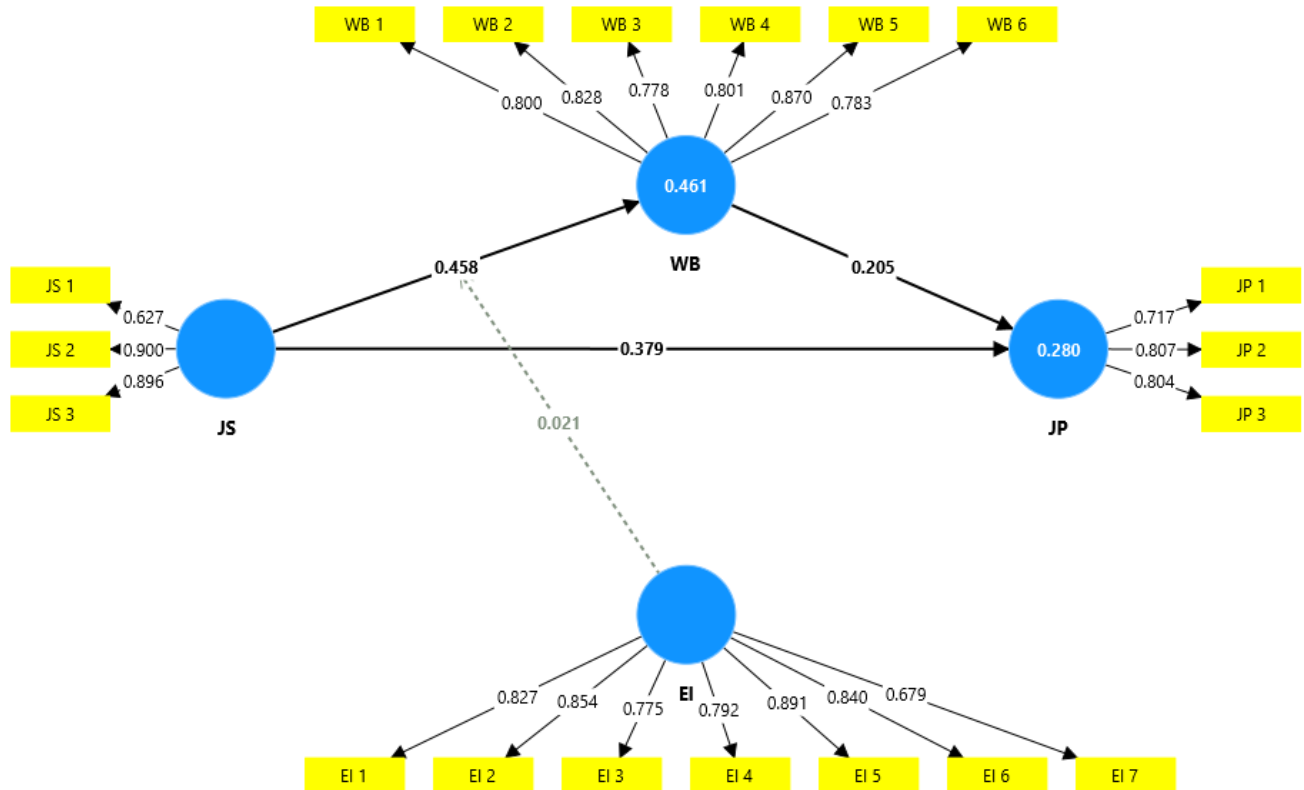 WB 1 WB 2 WB 3 WB 4 WB 5 WB 6
0.800 0.828 0.778 0.801 0.870 0.783
0.461
WB
0.458 0.205
JS 1
JS 2
JS 3
0.627
0.900
0.896
JS
0.379
0.280
JP
0.717
0.807
0.804
JP 1
JP 2
JP 3
0.021
EI
0.827 0.854 0.775 0.792 0.891 0.840 0.679
EI 1 EI 2 EI 3 EI 4 EI 5 EI 6 EI 7